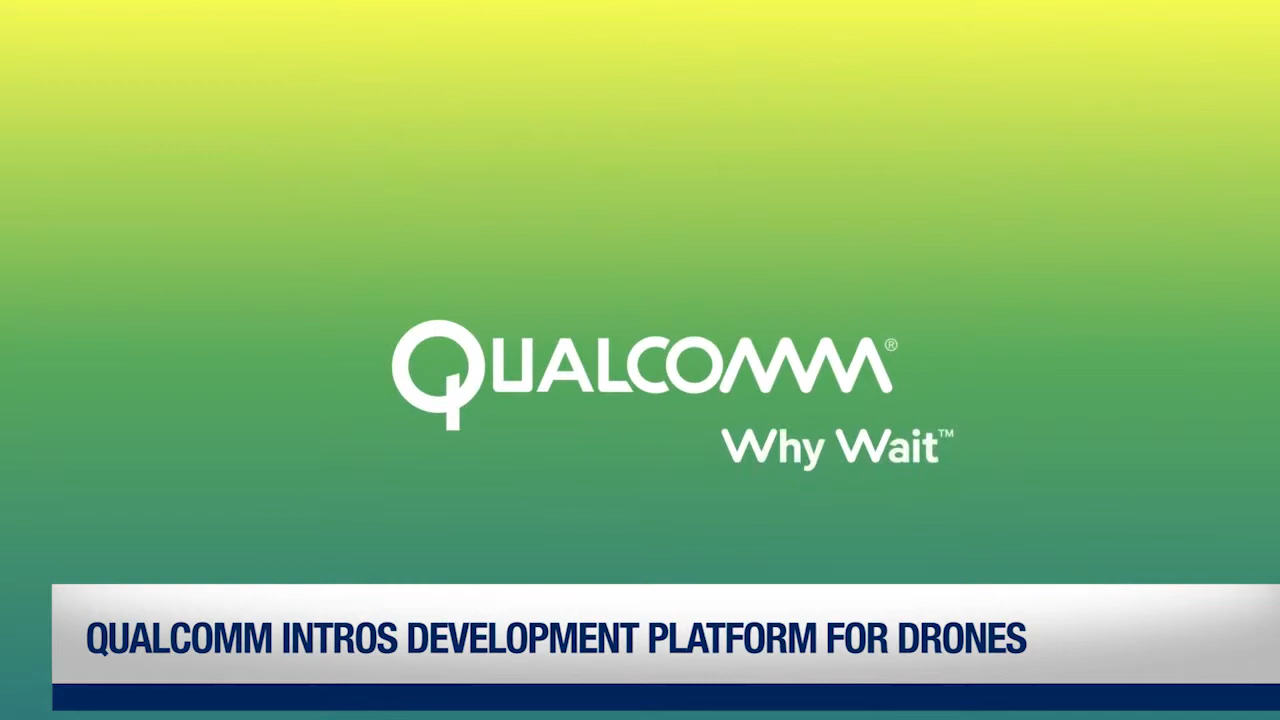 QUALCOMM®
Why Wait™
QUALCOMM INTROS DEVELOPMENT PLATFORM FOR DRONES